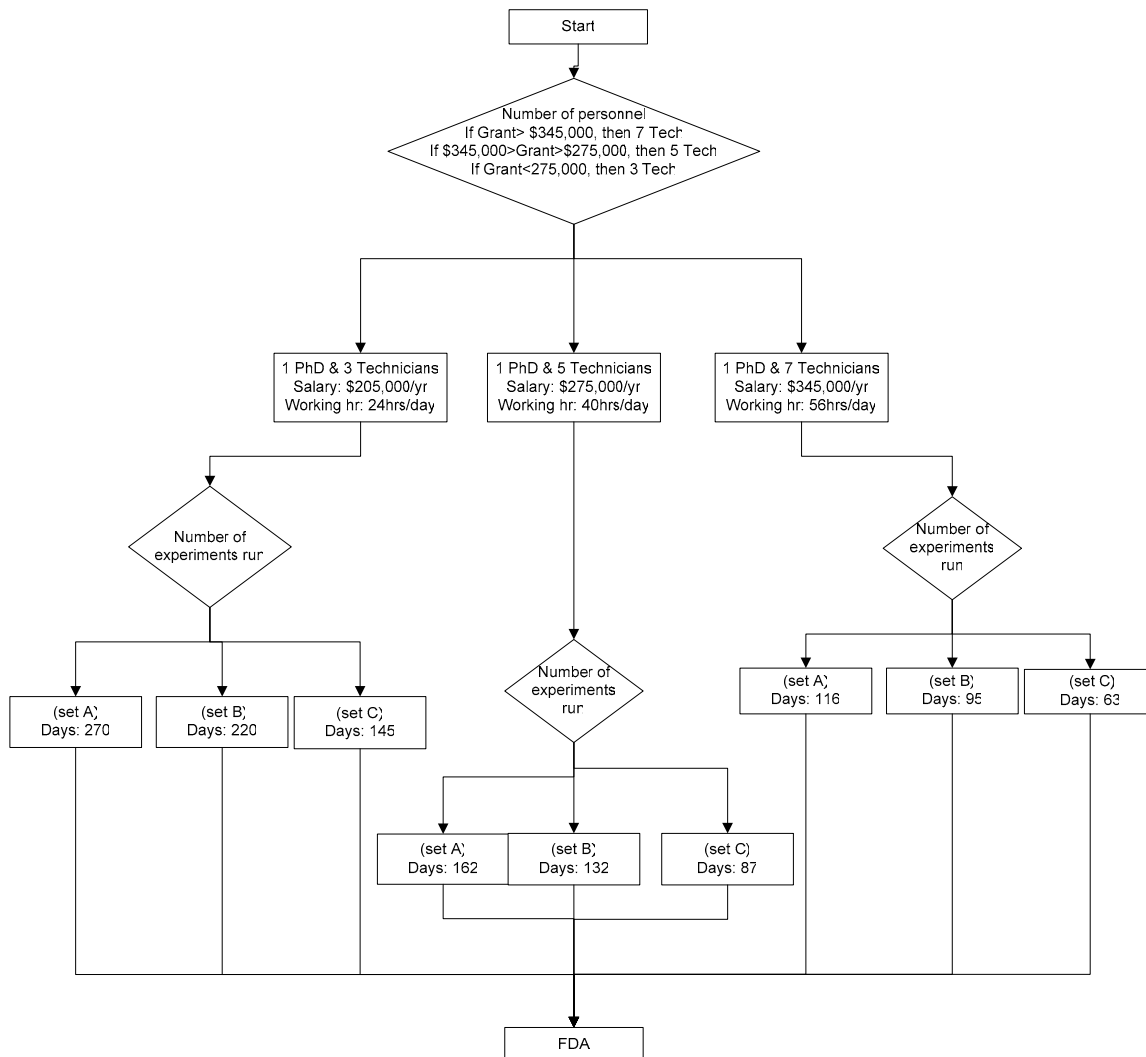 Start
Number of personnel
If Grant> $345,000, then 7 Tech
If $345,000>Grant>$275,000, then 5 Tech
If Grant<275,000, then 3 Tech
1 PhD & 3 Technicians
Salary: $205,000/yr
Working hr: 24hrs/day
1 PhD & 5 Technicians
Salary: $275,000/yr
Working hr: 40hrs/day
1 PhD & 7 Technicians
Salary: $345,000/yr
Working hr: 56hrs/day
Number of
experiments run
Number of
experiments
run
Number of
experiments
run
(set A)
Days: 270
(set B)
Days: 220
(set C)
Days: 145
(set A)
Days: 162
(set B)
Days: 132
(set C)
Days: 87
(set A)
Days: 116
(set B)
Days: 95
(set C)
Days: 63
FDA